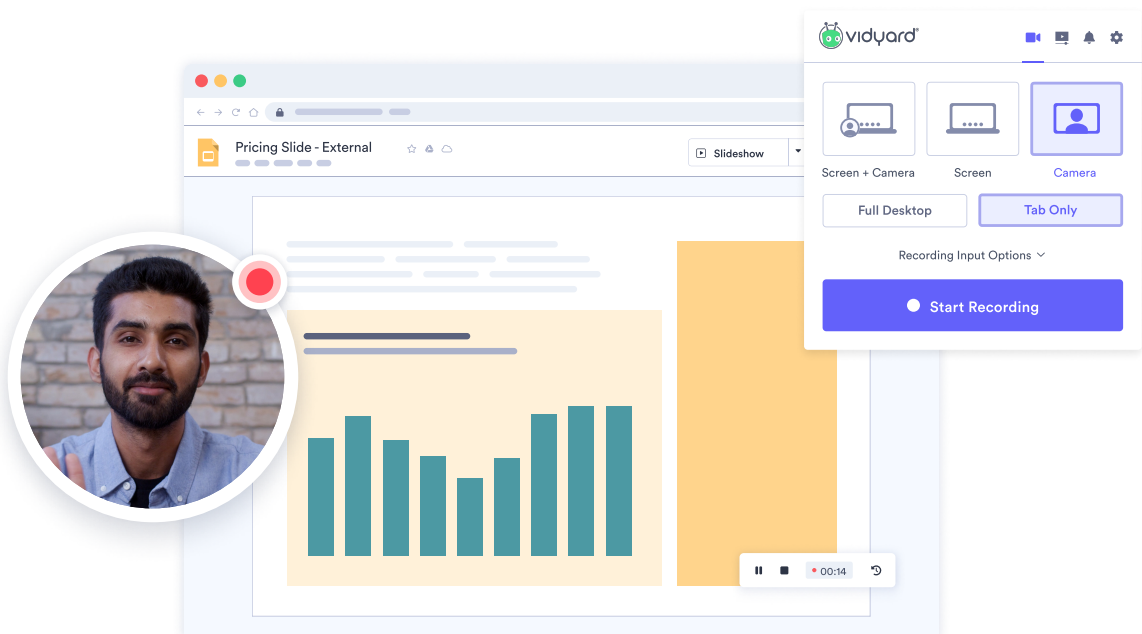 vidyard®
Pricing Slide - External
Slideshow
Screen + Camera
Screen
Camera
Full Desktop
Tab Only
Recording Input Options
Start Recording
00:14